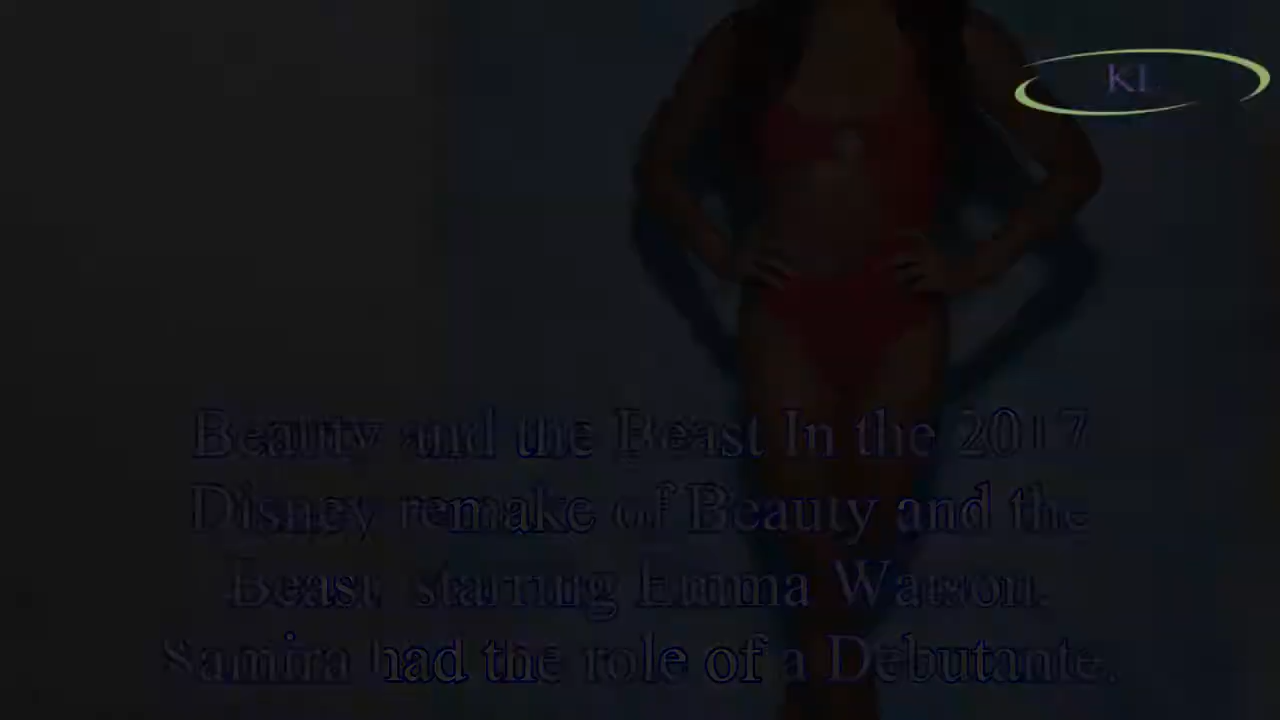 KL
Beauty and the Beast In the 2017
Disney remake of Beauty and the
Beast, starring Emma Watson,
Samira had the role of a Debutante.